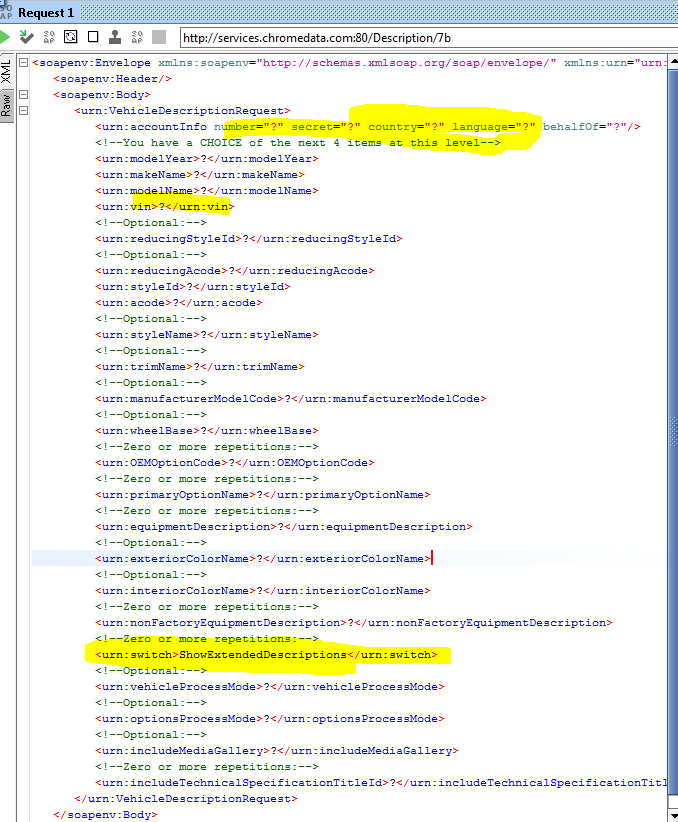 Request 1
SO
AP
SO
AP
SO
AP
http://services.chromedata.com:80/Description/7b
XML
Raw
<soapenv:Envelope xmlns:soapenv="http://schemas.xmlsoap.org/soap/envelope/" xmlns:urn="urn:
<soapenv:Header/>
<soapenv:Body>
<urn:VehicleDescriptionRequest>
<urn:accountInfo number="?" secret="?" country="?" language="?" behalfOf="?"/>
<!--You have a CHOICE of the next 4 items at this level-->
<urn:modelYear>?</urn:modelYear>
<urn:makeName>?</urn:makeName>
<urn:modelName>?</urn:modelName>
<urn:vin>?</urn:vin>
<!--Optional:-->
<urn:reducingStyleId>?</urn:reducingStyleId>
<!--Optional:-->
<urn:reducingAcode>?</urn:reducingAcode>
<urn:styleId>?</urn:styleId>
<urn:acode>?</urn:acode>
<!--Optional:-->
<urn:styleName>?</urn:styleName>
<!--Optional:-->
<urn:trimName>?</urn:trimName>
<!--Optional:-->
<urn:manufacturerModelCode>?</urn:manufacturerModelCode>
<!--Optional:-->
<urn:wheelBase>?</urn:wheelBase>
<!--Zero or more repetitions:-->
<urn:OEMOptionCode>?</urn:OEMOptionCode>
<!--Zero or more repetitions:-->
<urn:primaryOptionName>?</urn:primaryOptionName>
<!--Zero or more repetitions:-->
<urn:equipmentDescription>?</urn:equipmentDescription>
<!--Optional:-->
<urn:exteriorColorName>?</urn:exteriorColorName>
<!--Optional:-->
<urn:interiorColorName>?</urn:interiorColorName>
<!--Zero or more repetitions:-->
<urn:nonFactoryEquipmentDescription>?</urn:nonFactoryEquipmentDescription>
<!--Zero or more repetitions:-->
<urn:switch>ShowExtendedDescriptions</urn:switch>
<!--Optional:-->
<urn:vehicleProcessMode>?</urn:vehicleProcessMode>
<!--Optional:-->
<urn:optionsProcessMode>?</urn:optionsProcessMode>
<!--Optional:-->
<urn:includeMediaGallery>?</urn:includeMediaGallery>
<!--Zero or more repetitions:-->
<urn:includeTechnicalSpecificationTitleId>?</urn:includeTechnicalSpecificationTitl
</urn:VehicleDescriptionRequest>
</soapenv:Body>